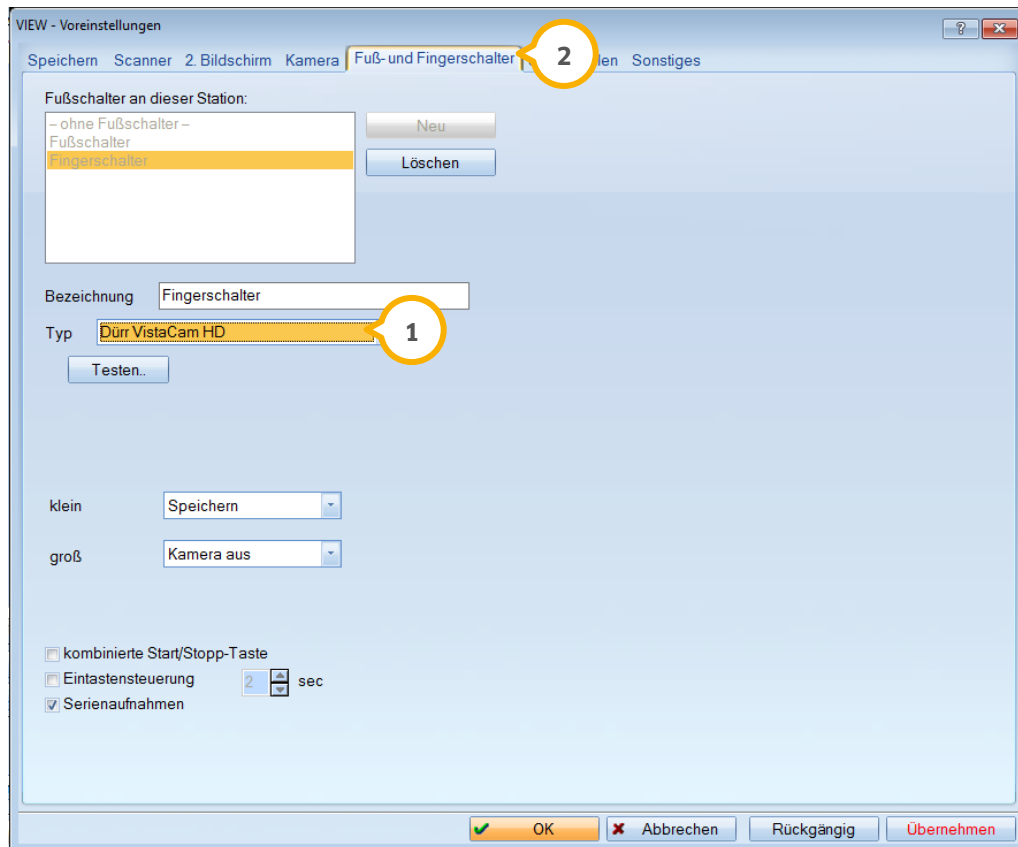 VIEW - Voreinstellungen
?
Speichern Scanner 2. Bildschirm Kamera Fuß- und Fingerschalter 2 Sonstiges
Fußschalter an dieser Station:
– ohne Fußschalter –
Fußschalter
Fingerschalter
Neu
Löschen
Bezeichnung Fingerschalter
Typ Dürr VistaCam HD 1
Testen..
klein Speichern
groß Kamera aus
kombinierte Start/Stopp-Taste
Eintastensteuerung 2 sec
Serienaufnahmen
OK Abbrechen Rückgängig Übernehmen